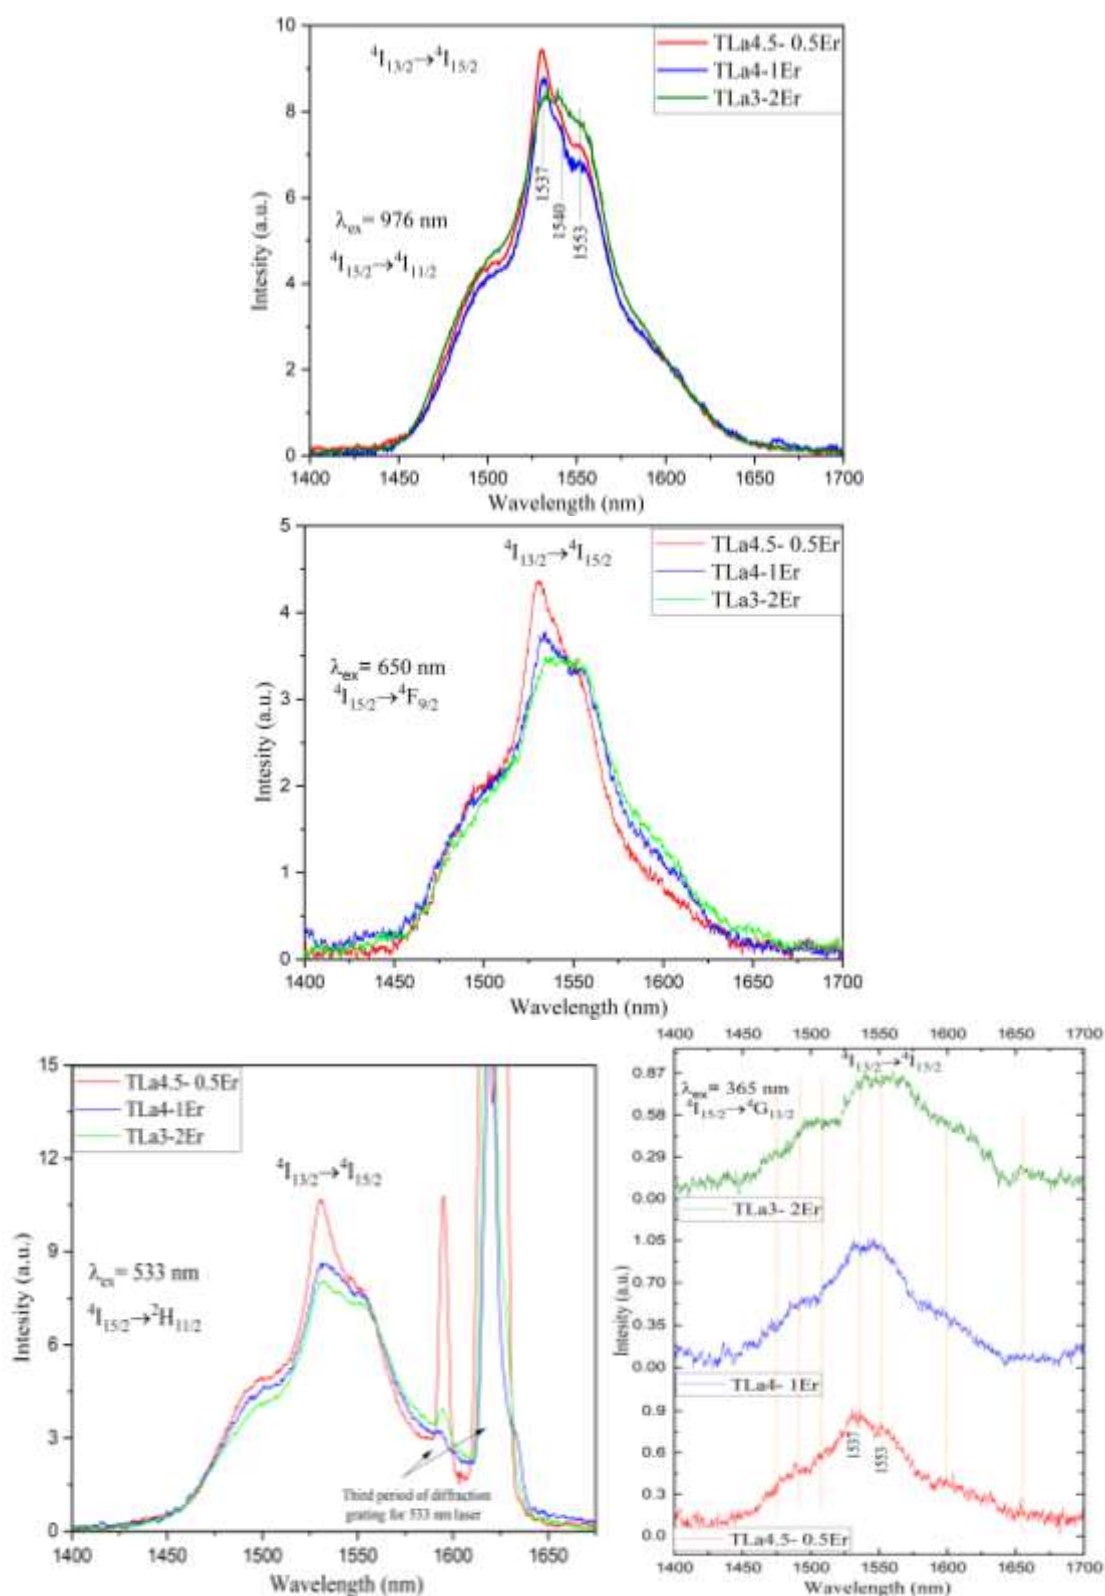 10
8
6
4
2
0
Intesity (a.u.)
⁴I₁₃/₂→⁴I₁₅/₂
TLa4.5- 0.5Er
TLa4-1Er
TLa3-2Er
1537
1540
1553
λex= 976 nm
⁴I₁₅/₂→⁴I₁₁/₂
1400 1450 1500 1550 1600 1650 1700
Wavelength (nm)
5
4
3
2
1
0
Intesity (a.u.)
⁴I₁₃/₂→⁴I₁₅/₂
TLa4.5- 0.5Er
TLa4-1Er
TLa3-2Er
λex= 650 nm
⁴I₁₅/₂→⁴F₉/₂
1400 1450 1500 1550 1600 1650 1700
Wavelength (nm)
15
12
9
6
3
0
Intesity (a.u.)
TLa4.5- 0.5Er
TLa4-1Er
TLa3-2Er
⁴I₁₃/₂→⁴I₁₅/₂
λex= 533 nm
⁴I₁₅/₂→²H₁₁/₂
Third period of diffraction
grating for 533 nm laser
1400 1450 1500 1550 1600 1650
Wavelength (nm)
1400 1450 1500 1550 1600 1650 1700
⁴I₁₃/₂→⁴I₁₅/₂
λex= 365 nm
⁴I₁₅/₂→⁴G₁₁/₂
0.87
0.58
0.29
0.00
TLa3- 2Er
1.05
0.70
0.35
0.00
Intesity (a.u.)
TLa4- 1Er
0.9
0.6
0.3
0.0
1537
1553
TLa4.5- 0.5Er
1400 1450 1500 1550 1600 1650 1700
Wavelength (nm)